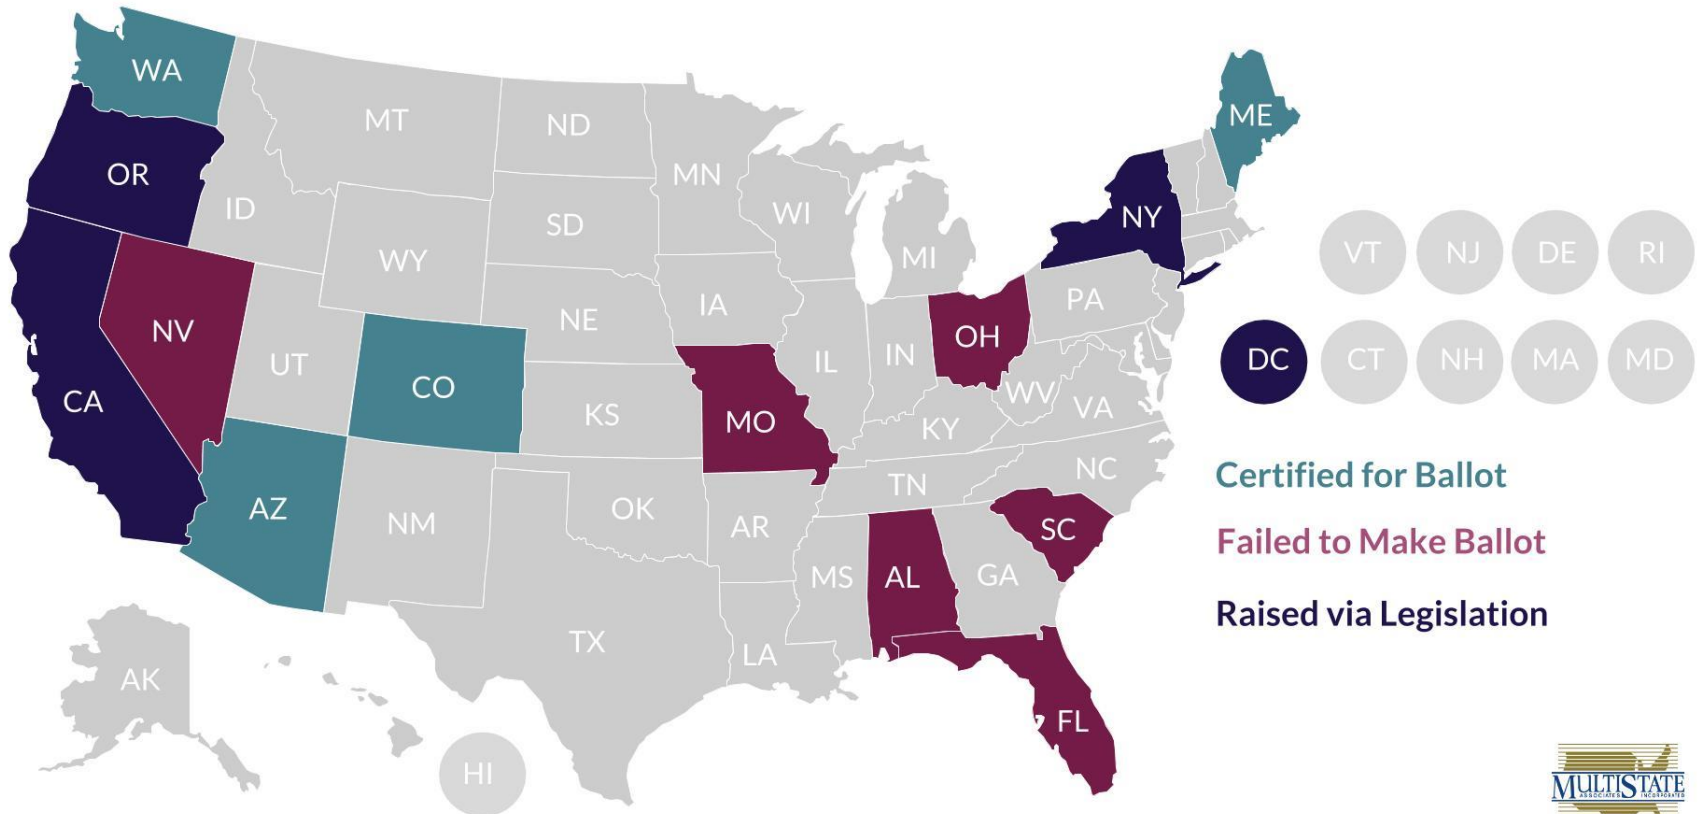 WA
ME
MT
ND
OR
MN
ID
SD
WI
NY
WY
MI
VT
NJ
DE
RI
IA
PA
NE
NV
OH
UT
CO
IL
IN
DC
CT
NH
MA
MD
CA
KS
MO
WV
VA
KY
NC
Certified for Ballot
AZ
NM
OK
AR
TN
SC
Failed to Make Ballot
MS
AL
GA
Raised via Legislation
TX
LA
AK
FL
HI
MULTISTATE
ASSOCIATES INCORPORATED